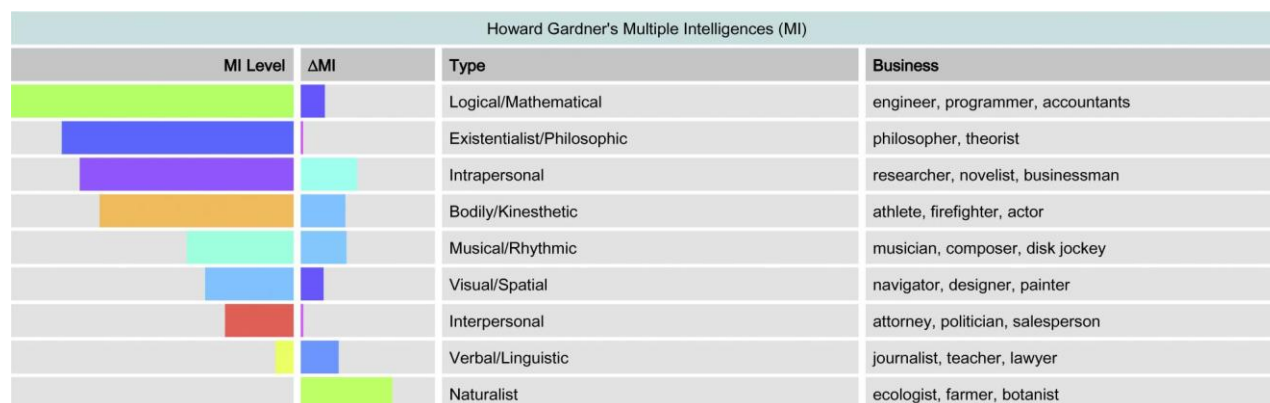 Howard Gardner's Multiple Intelligences (MI)
MI Level ΔMI Type Business
Logical/Mathematical engineer, programmer, accountants
Existentialist/Philosophic philosopher, theorist
Intrapersonal researcher, novelist, businessman
Bodily/Kinesthetic athlete, firefighter, actor
Musical/Rhythmic musician, composer, disk jockey
Visual/Spatial navigator, designer, painter
Interpersonal attorney, politician, salesperson
Verbal/Linguistic journalist, teacher, lawyer
Naturalist ecologist, farmer, botanist